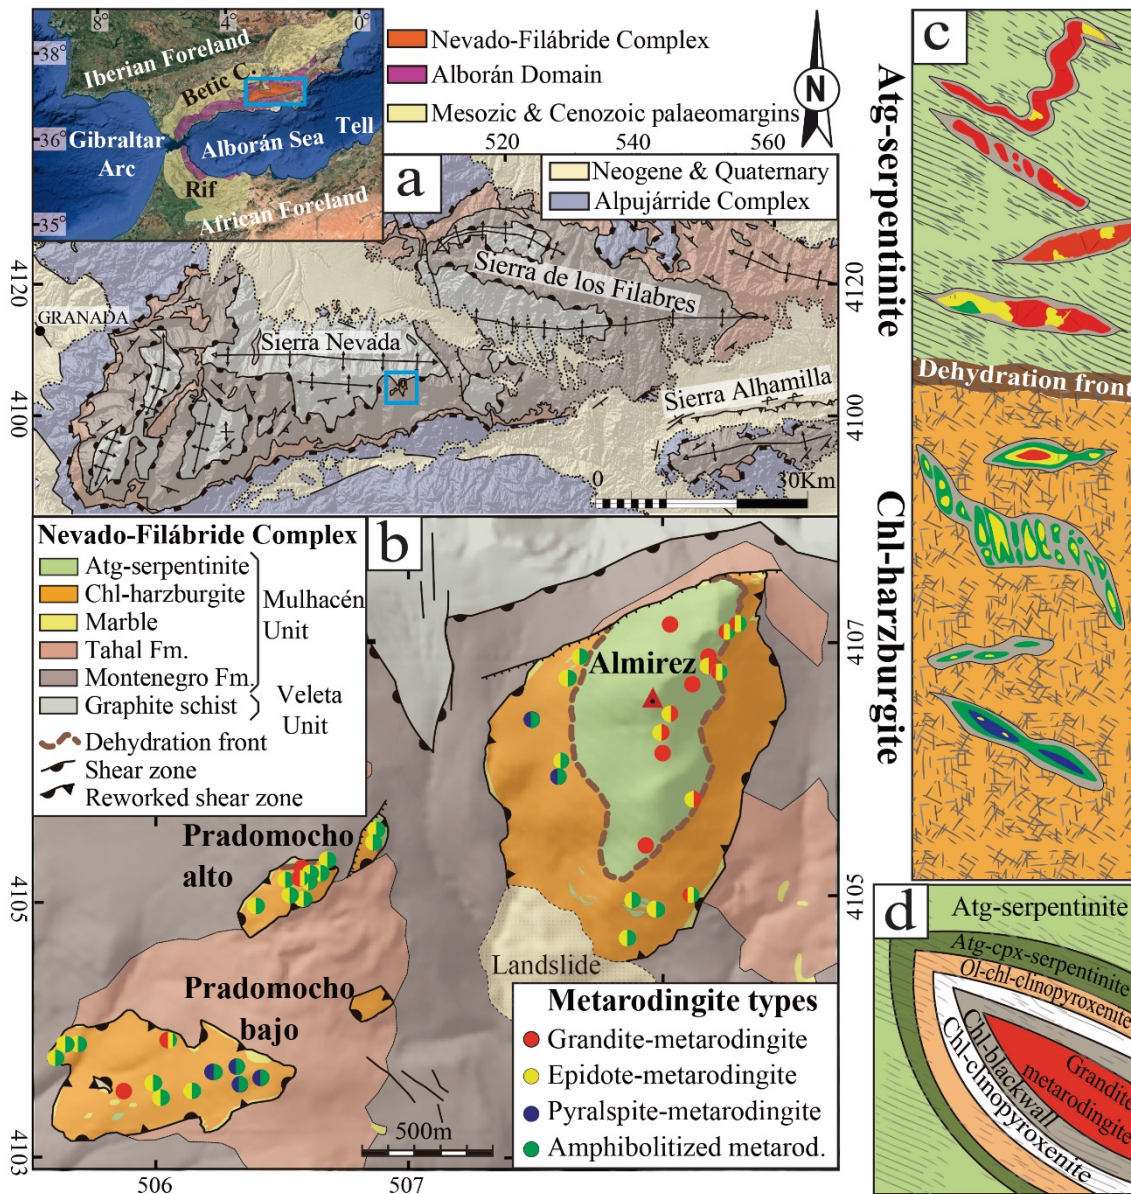 8°
4°
0°
38°
36°
35°
Iberian Foreland
Betic C.
Gibraltar
Arc
Alborán Sea
Tell
Rif
African Foreland
Nevado-Filábride Complex
Alborán Domain
Mesozic & Cenozoic palaeomargins
N
520
540
560
a
Neogene & Quaternary
Alpujárride Complex
4120
4100
GRANADA
Sierra Nevada
Sierra de los Filabres
Sierra Alhamilla
4120
4100
0
30Km
b
Nevado-Filábride Complex
Atg-serpentinite
Chl-harzburgite
Marble
Tahal Fm.
Montenegro Fm.
Graphite schist
Mulhacén
Unit
Veleta
Unit
Dehydration front
Shear zone
Reworked shear zone
Almirez
Pradomocho
alto
Pradomocho
bajo
Landslide
500m
4105
4103
4107
4105
506
507
Metarodingite types
Grandite-metarodingite
Epidote-metarodingite
Pyralspite-metarodingite
Amphibolitized metarod.
c
Atg-serpentinite
Dehydration front
Chl-harzburgite
d
Atg-serpentinite
Atg-cpx-serpentinite
Ol-chl-clinopyroxenite
Chl-clinopyroxenite
Chl-blackwall
Grandite
metarodingite